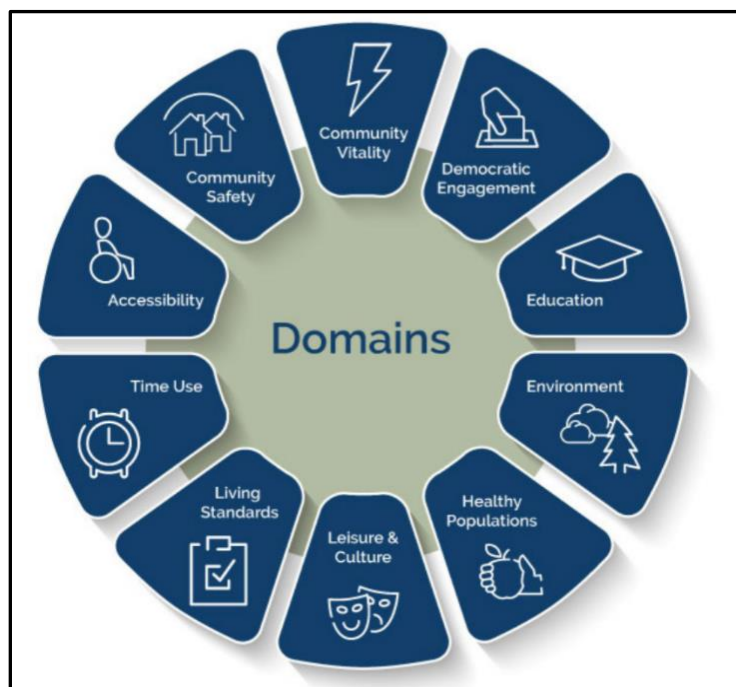 Domains
Community
Vitality
Democratic
Engagement
Education
Environment
Healthy
Populations
Leisure &
Culture
Living
Standards
Time Use
Accessibility
Community
Safety